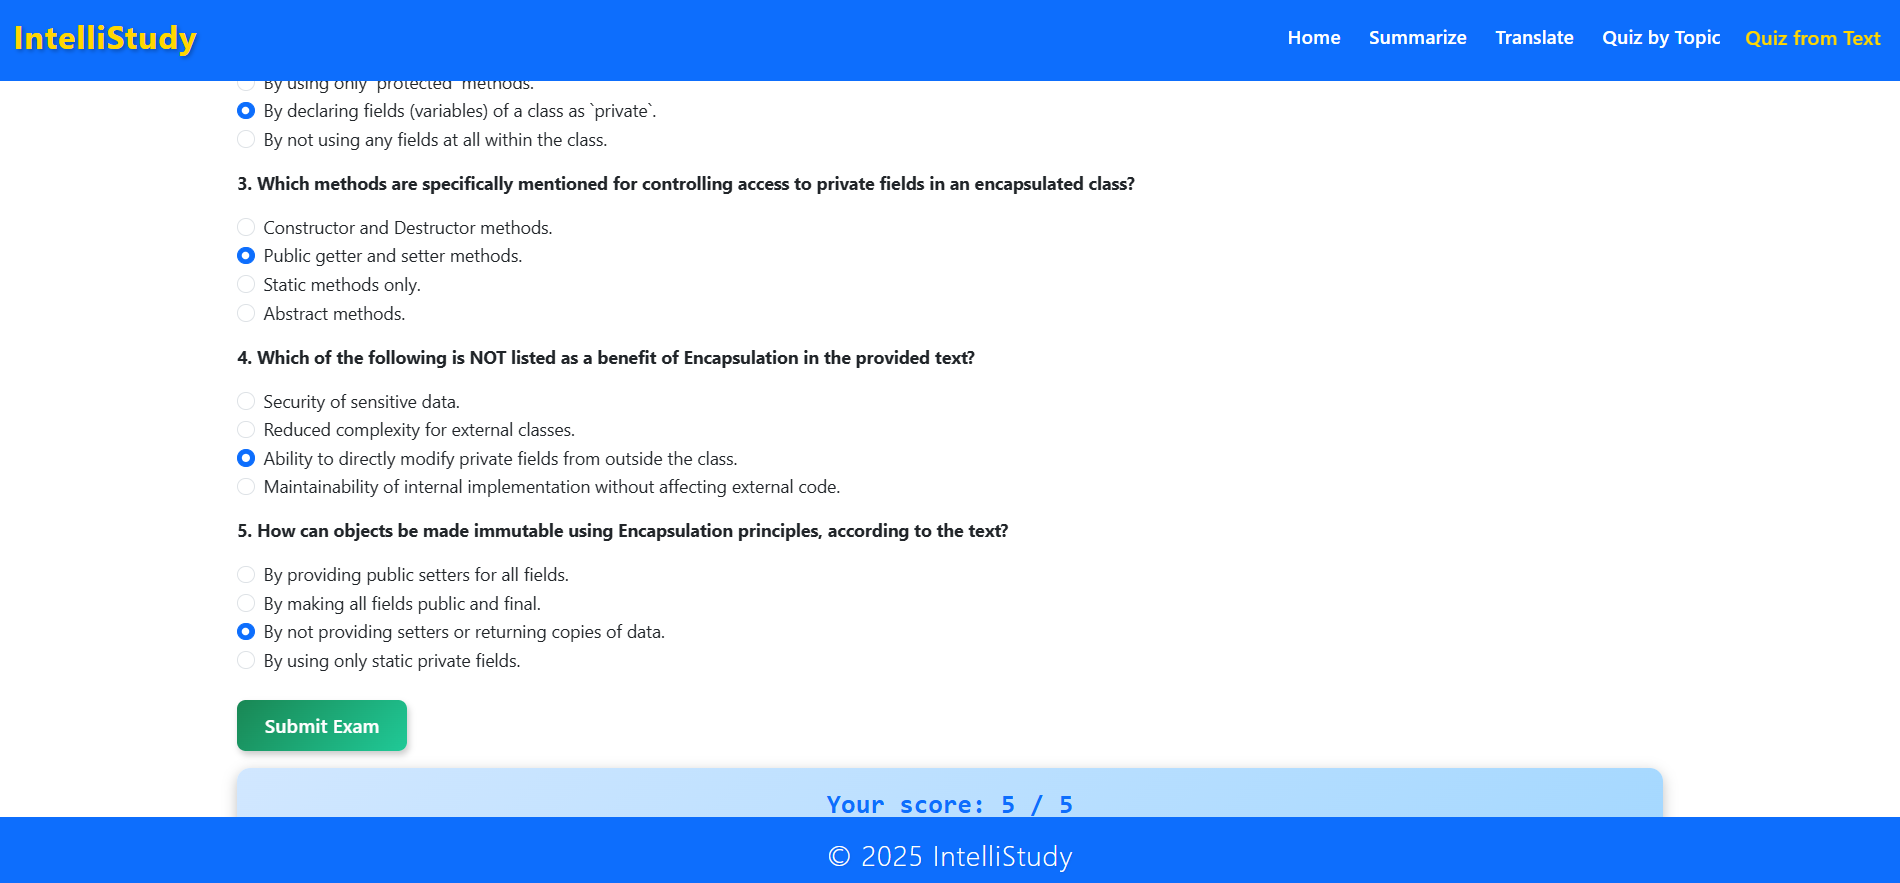 IntelliStudy
Home Summarize Translate Quiz by Topic Quiz from Text
By using only `protected` methods.
By declaring fields (variables) of a class as `private`.
By not using any fields at all within the class.
3. Which methods are specifically mentioned for controlling access to private fields in an encapsulated class?
Constructor and Destructor methods.
Public getter and setter methods.
Static methods only.
Abstract methods.
4. Which of the following is NOT listed as a benefit of Encapsulation in the provided text?
Security of sensitive data.
Reduced complexity for external classes.
Ability to directly modify private fields from outside the class.
Maintainability of internal implementation without affecting external code.
5. How can objects be made immutable using Encapsulation principles, according to the text?
By providing public setters for all fields.
By making all fields public and final.
By not providing setters or returning copies of data.
By using only static private fields.
Submit Exam
Your score: 5 / 5
© 2025 IntelliStudy